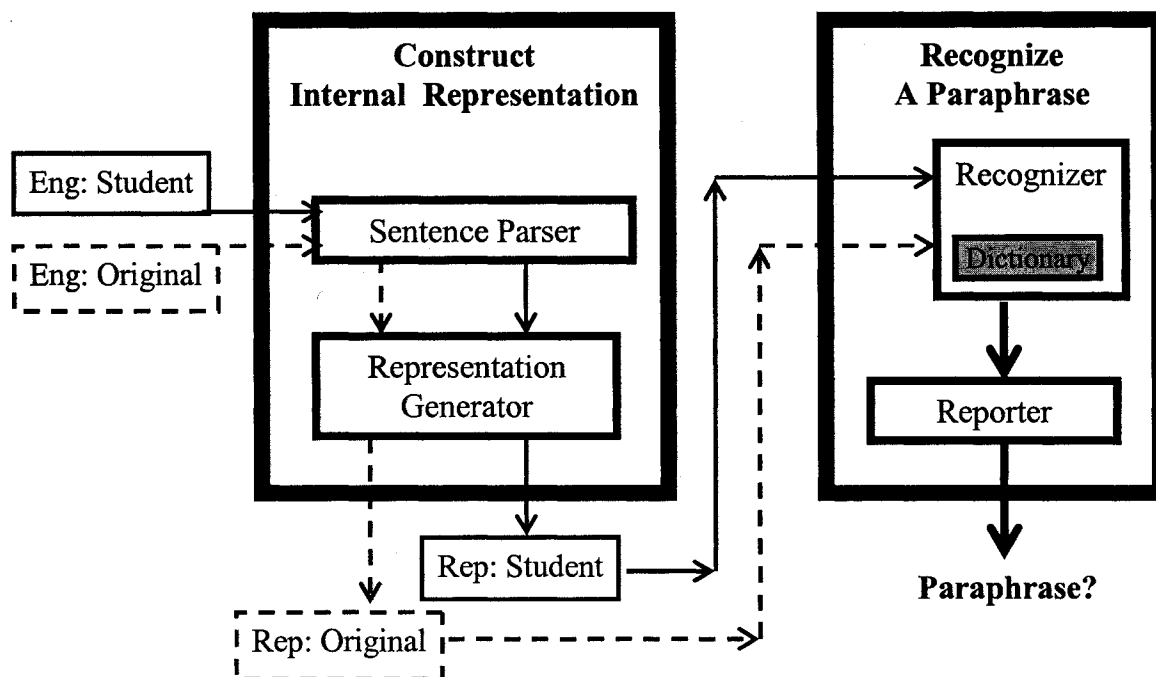 Construct
Internal Representation
Eng: Student
Eng: Original
Sentence Parser
Representation
Generator
Rep: Student
Rep: Original
Recognize
A Paraphrase
Recognizer
Dictionary
Reporter
Paraphrase?